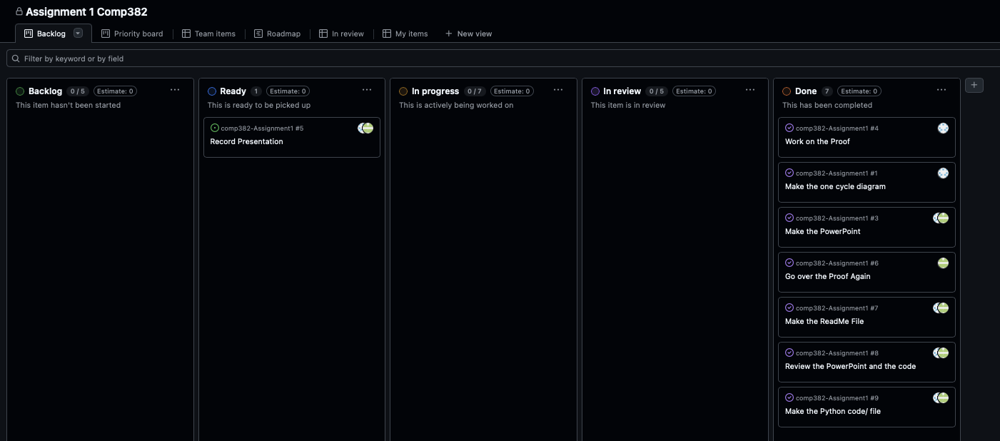 Assignment 1 Comp382
Backlog
Priority board
Team items
Roadmap
In review
My items
+ New view
Filter by keyword or by field
Backlog 0 / 5 Estimate: 0 ...
This item hasn't been started
Ready 1 Estimate: 0 ...
This is ready to be picked up
comp382-Assignment1 #5
Record Presentation
In progress 0 / 7 Estimate: 0 ...
This is actively being worked on
In review 0 / 5 Estimate: 0 ...
This item is in review
Done 7 Estimate: 0 ...
This has been completed
comp382-Assignment1 #4
Work on the Proof
comp382-Assignment1 #1
Make the one cycle diagram
comp382-Assignment1 #3
Make the PowerPoint
comp382-Assignment1 #6
Go over the Proof Again
comp382-Assignment1 #7
Make the ReadMe File
comp382-Assignment1 #8
Review the PowerPoint and the code
comp382-Assignment1 #9
Make the Python code/ file
+